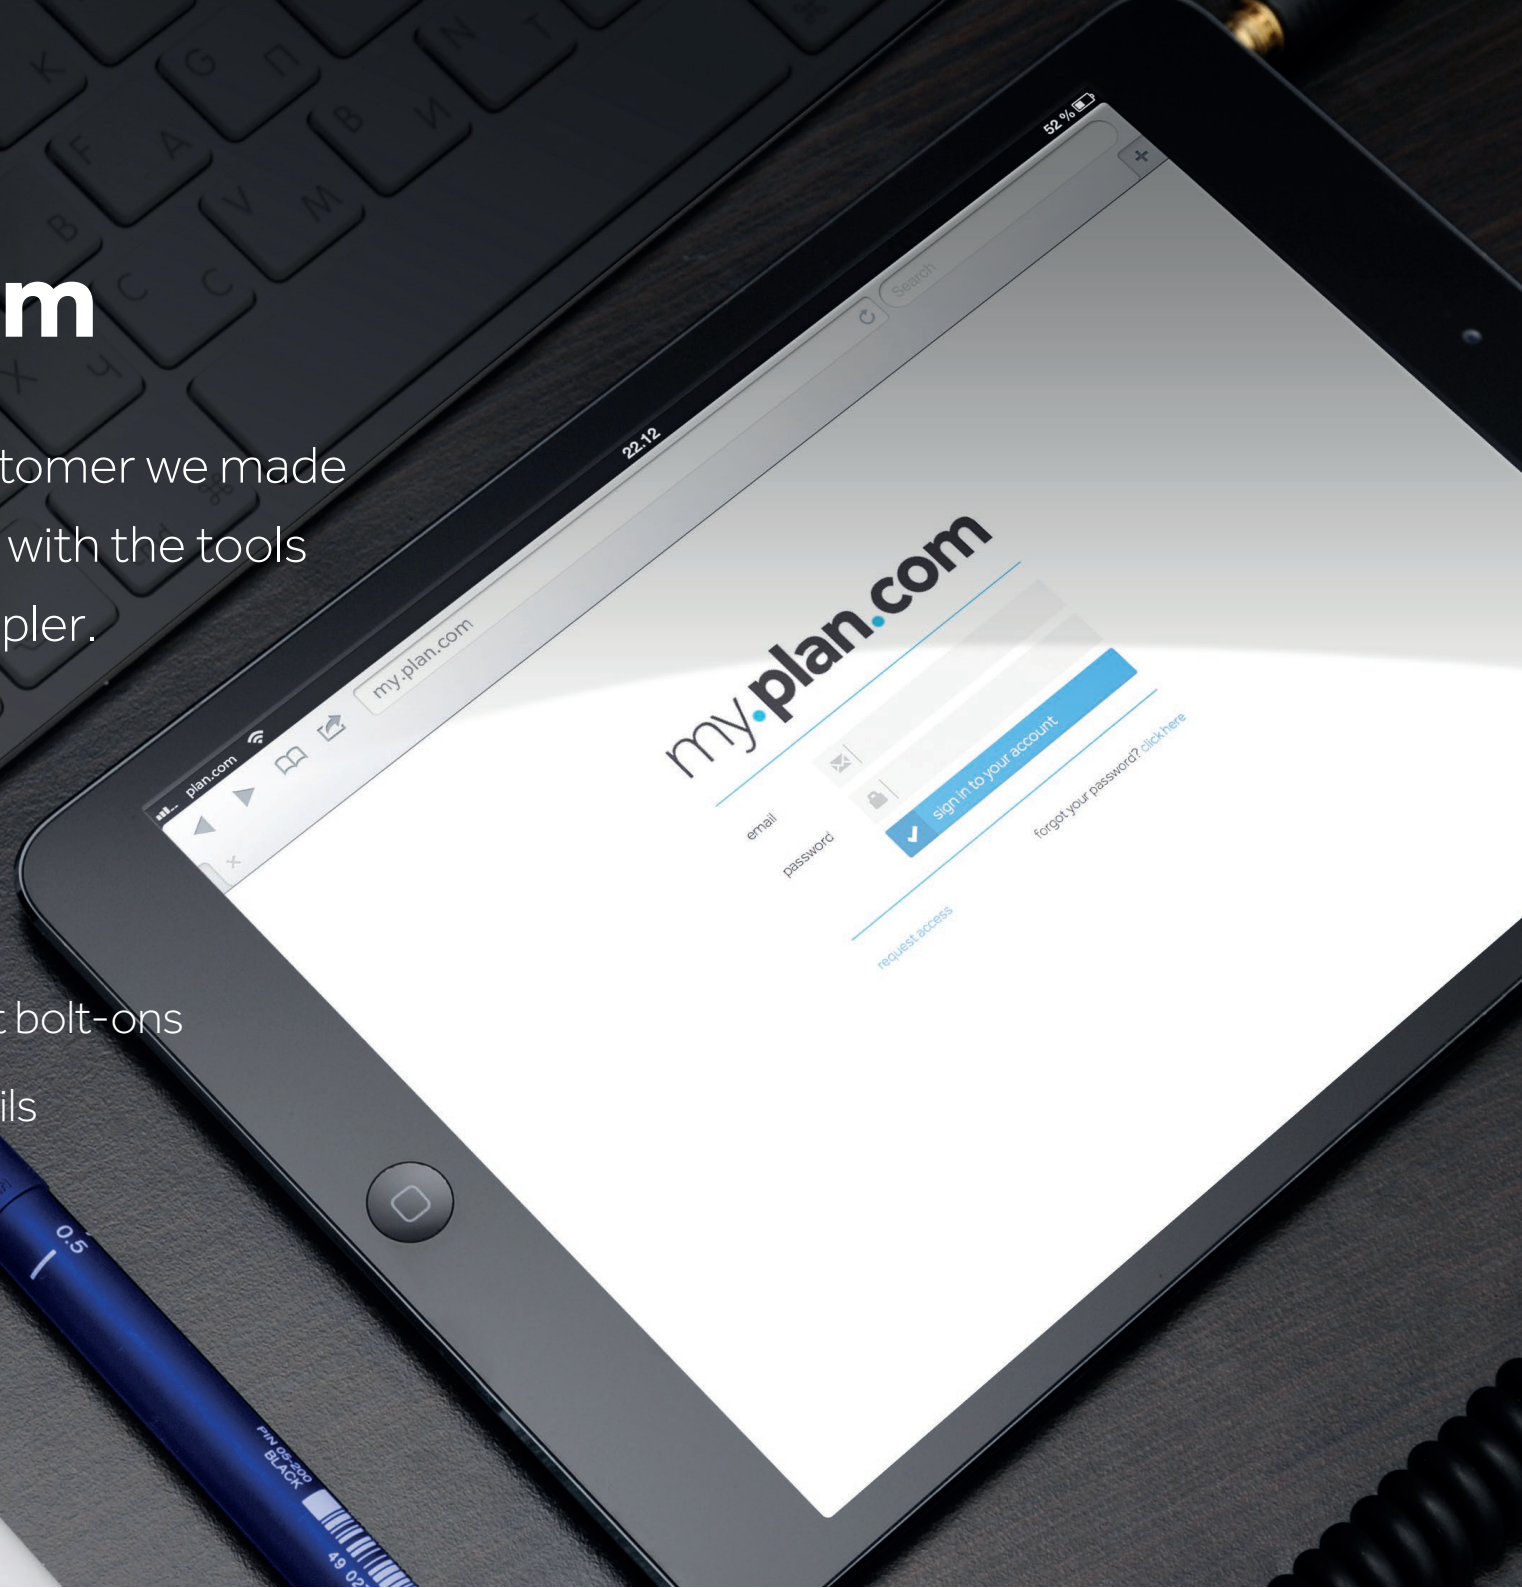 m
tomer we made
with the tools
pler.
t bolt-ons
ils
52 %
22.12
plan.com
my.plan.com
Search
my.plan.com
email
password
sign in to your account
forgot your password? click here
request access
0.5
PIN 05-200
BLACK
K
G П
N T
F A
B И
V M
B
C C
X Ч